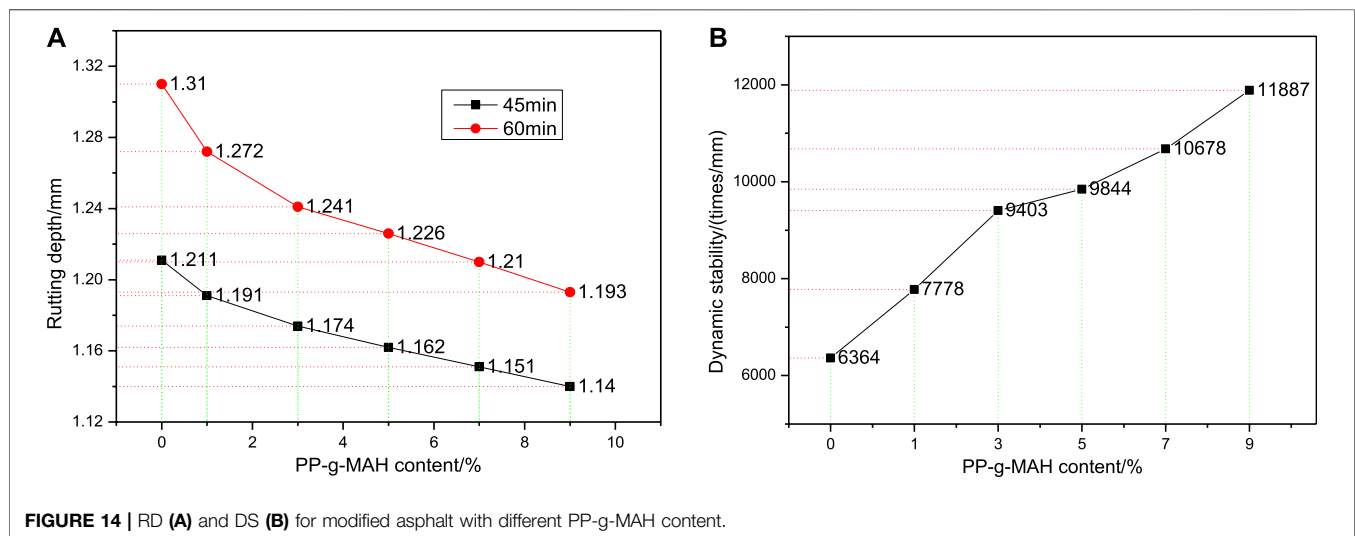 A
Rutting depth/mm
1.32
1.28
1.24
1.20
1.16
1.12
0 2 4 6 8 10
PP-g-MAH content/%
45min
60min
1.31
1.272
1.241
1.226
1.21
1.193
1.211
1.191
1.174
1.162
1.151
1.14
B
Dynamic stability/(times/mm)
12000
10000
8000
6000
0 1 3 5 7 9
PP-g-MAH content/%
6364
7778
9403
9844
10678
11887
FIGURE 14 | RD (A) and DS (B) for modified asphalt with different PP-g-MAH content.